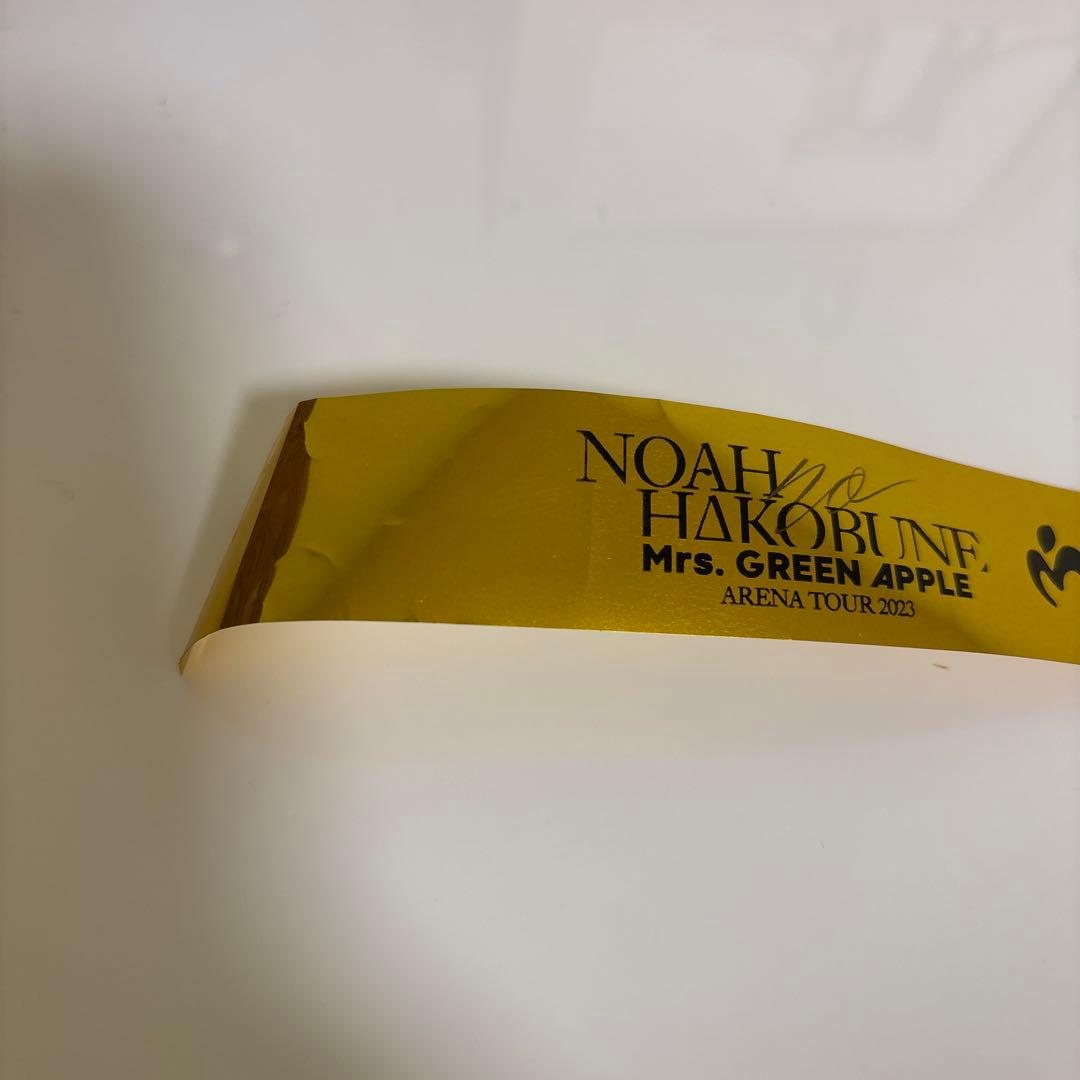 NOAH no
HAKOBUNE
Mrs. GREEN APPLE
ARENA TOUR 2023